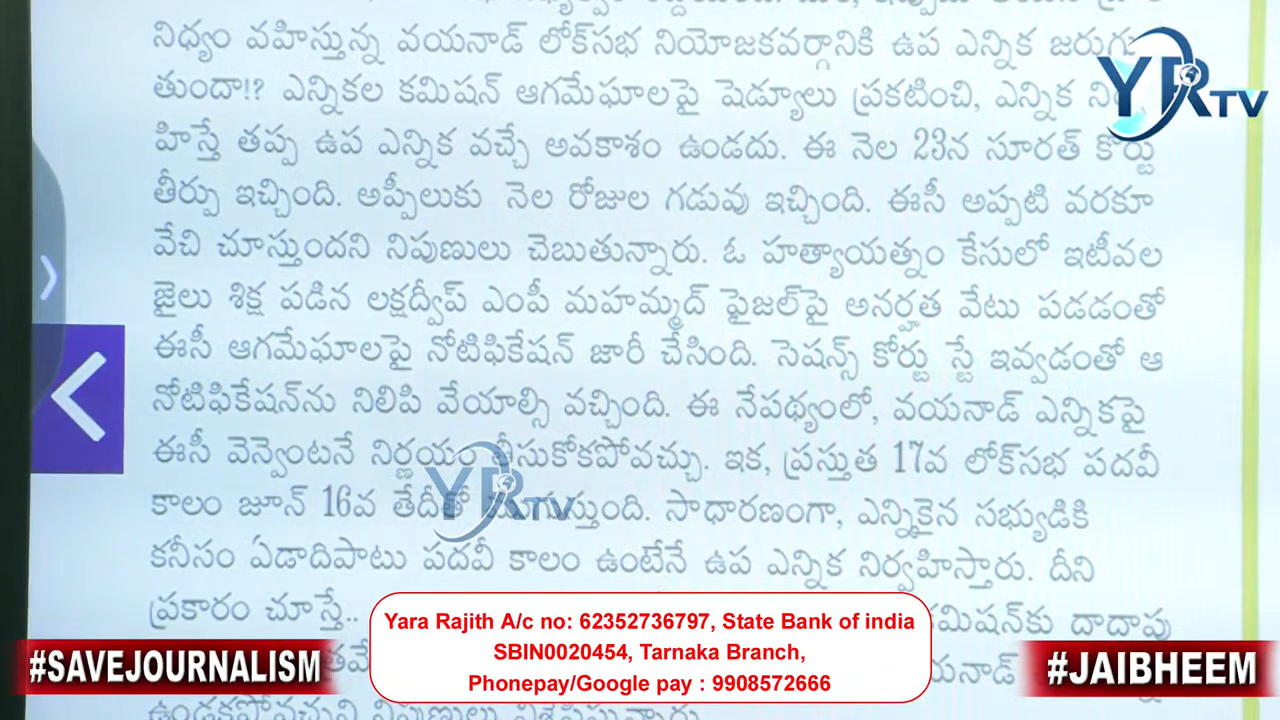 నిధ్యం వహిస్తున్న వయనాడ్ లోక్‌సభ నియోజకవర్గానికి ఉప ఎన్నిక
తుందా!? ఎన్నికల కమిషన్ ఆగమేఘాలపై షెడ్యూలు ప్రకటించి, ఎన్నిక
హిస్తే తప్ప ఉప ఎన్నిక వచ్చే అవకాశం ఉండదు. ఈ నెల 23న సూరత్ కోర్టు
తీర్పు ఇచ్చింది. అప్పీలుకు నెల రోజుల గడువు ఇచ్చింది. ఈసీ అప్పటి వరకూ
వేచి చూస్తుందని నిపుణులు చెబుతున్నారు. ఓ హత్యాయత్నం కేసులో ఇటీవల
జైలు శిక్ష పడిన లక్షద్వీప్ ఎంపీ మహమ్మద్ ఫైజల్‌పై అనర్హత వేటు పడడంతో
ఈసీ ఆగమేఘాలపై నోటిఫికేషన్ జారీ చేసింది. సెషన్స్ కోర్టు స్టే ఇవ్వడంతో ఆ
నోటిఫికేషన్‌ను నిలిపి వేయాల్సి వచ్చింది. ఈ నేపథ్యంలో, వయనాడ్ ఎన్నికపై
ఈసీ వెన్వెంటనే నిర్ణయం తీసుకోకపోవచ్చు. ఇక, ప్రస్తుత 17వ లోక్‌సభ పదవీ
కాలం జూన్ 16వ తేదీతో ముగుస్తుంది. సాధారణంగా, ఎన్నికైన సభ్యుడికి
కనీసం ఏడాదిపాటు పదవీ కాలం ఉంటేనే ఉప ఎన్నిక నిర్వహిస్తారు. దీని
ప్రకారం చూస్తే.. దాదాపు
ఉండకపోవచ్చని నిపుణులు విశ్లేషిస్తున్నారు.
YRTV
YRTV
Yara Rajith A/c no: 62352736797, State Bank of india
SBIN0020454, Tarnaka Branch,
Phonepay/Google pay : 9908572666
#SAVEJOURNALISM
#JAIBHEEM